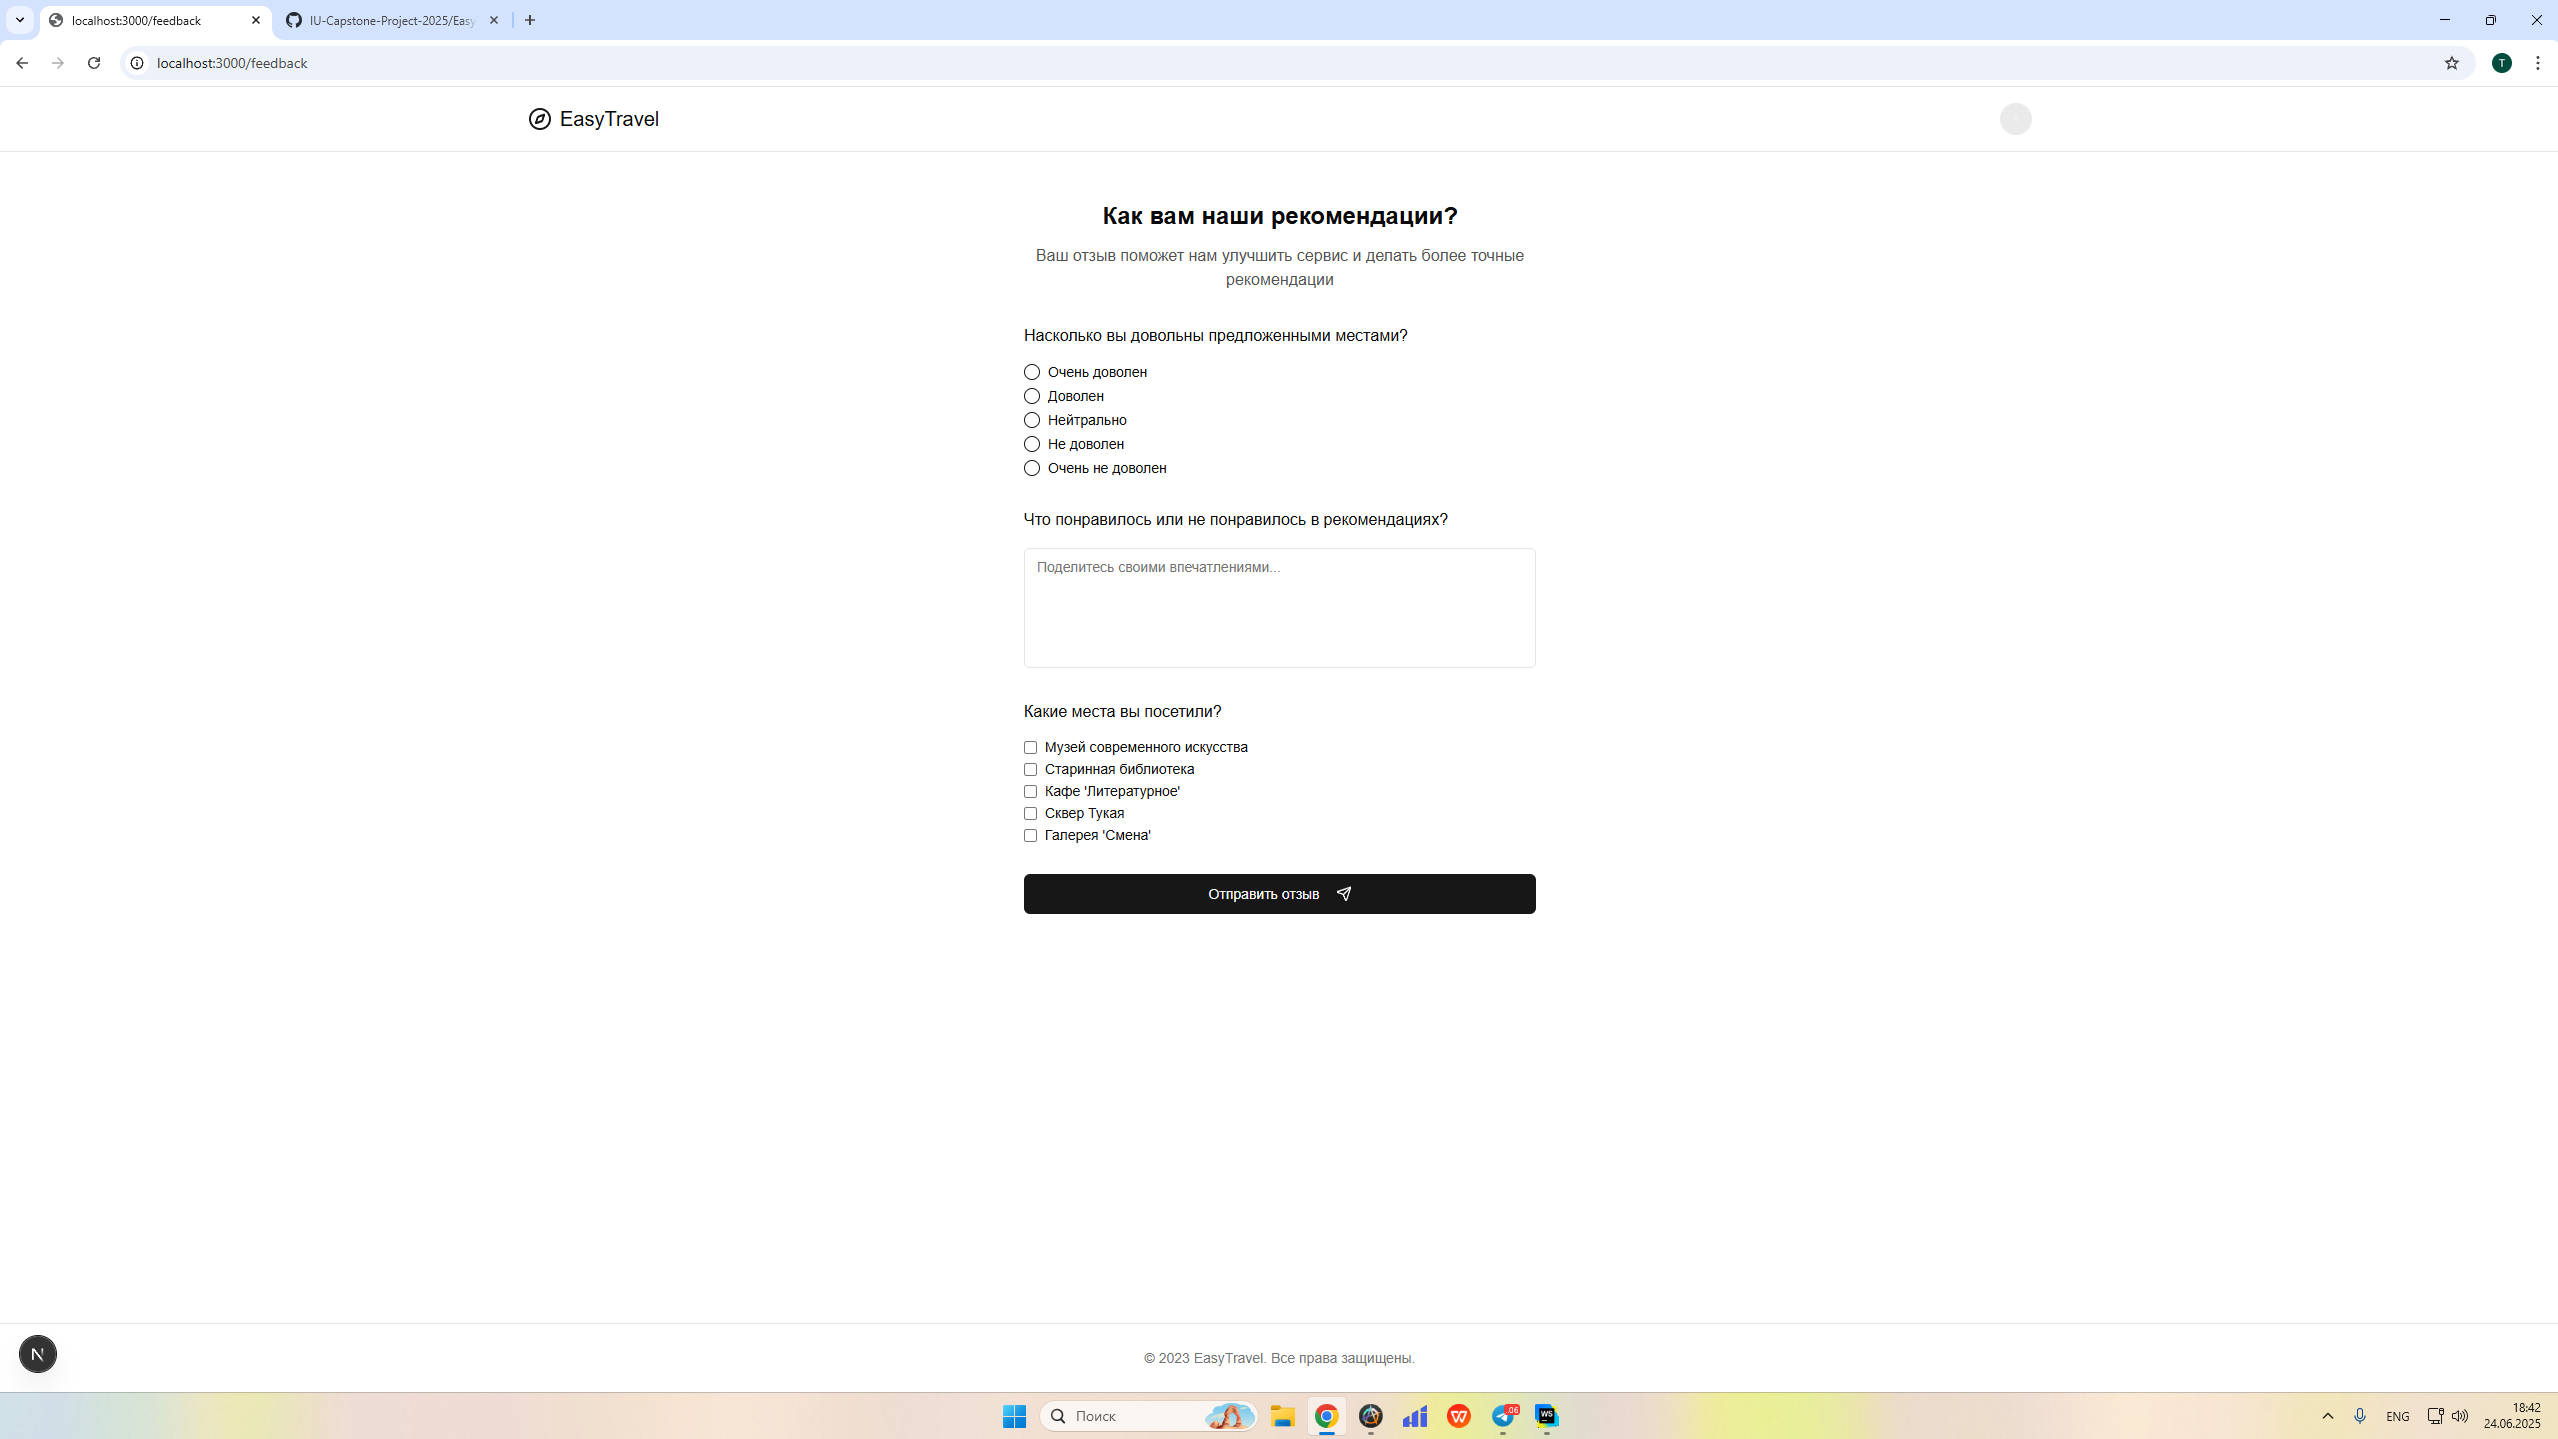 localhost:3000/feedback
IU-Capstone-Project-2025/Easy
localhost:3000/feedback
T
EasyTravel
Как вам наши рекомендации?
Ваш отзыв поможет нам улучшить сервис и делать более точные
рекомендации
Насколько вы довольны предложенными местами?
Очень доволен
Доволен
Нейтрально
Не доволен
Очень не доволен
Что понравилось или не понравилось в рекомендациях?
Поделитесь своими впечатлениями...
Какие места вы посетили?
Музей современного искусства
Старинная библиотека
Кафе 'Литературное'
Сквер Тукая
Галерея 'Смена'
Отправить отзыв
N
© 2023 EasyTravel. Все права защищены.
Поиск
WS
ENG
18:42
24.06.2025